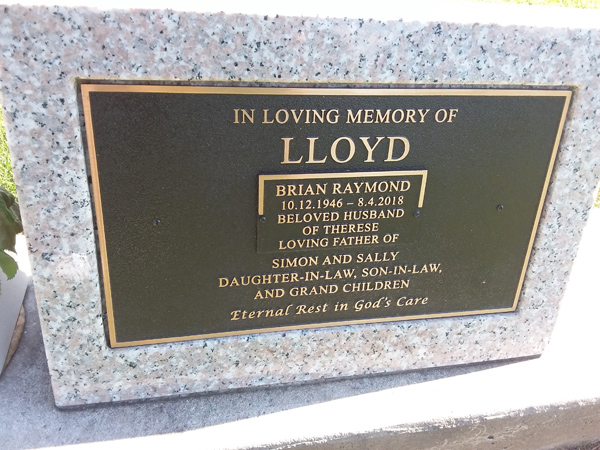 IN LOVING MEMORY OF
LLOYD
BRIAN RAYMOND
10.12.1946 – 8.4.2018
BELOVED HUSBAND
OF THERESE
LOVING FATHER OF
SIMON AND SALLY
DAUGHTER-IN-LAW, SON-IN-LAW,
AND GRAND CHILDREN
Eternal Rest in God's Care